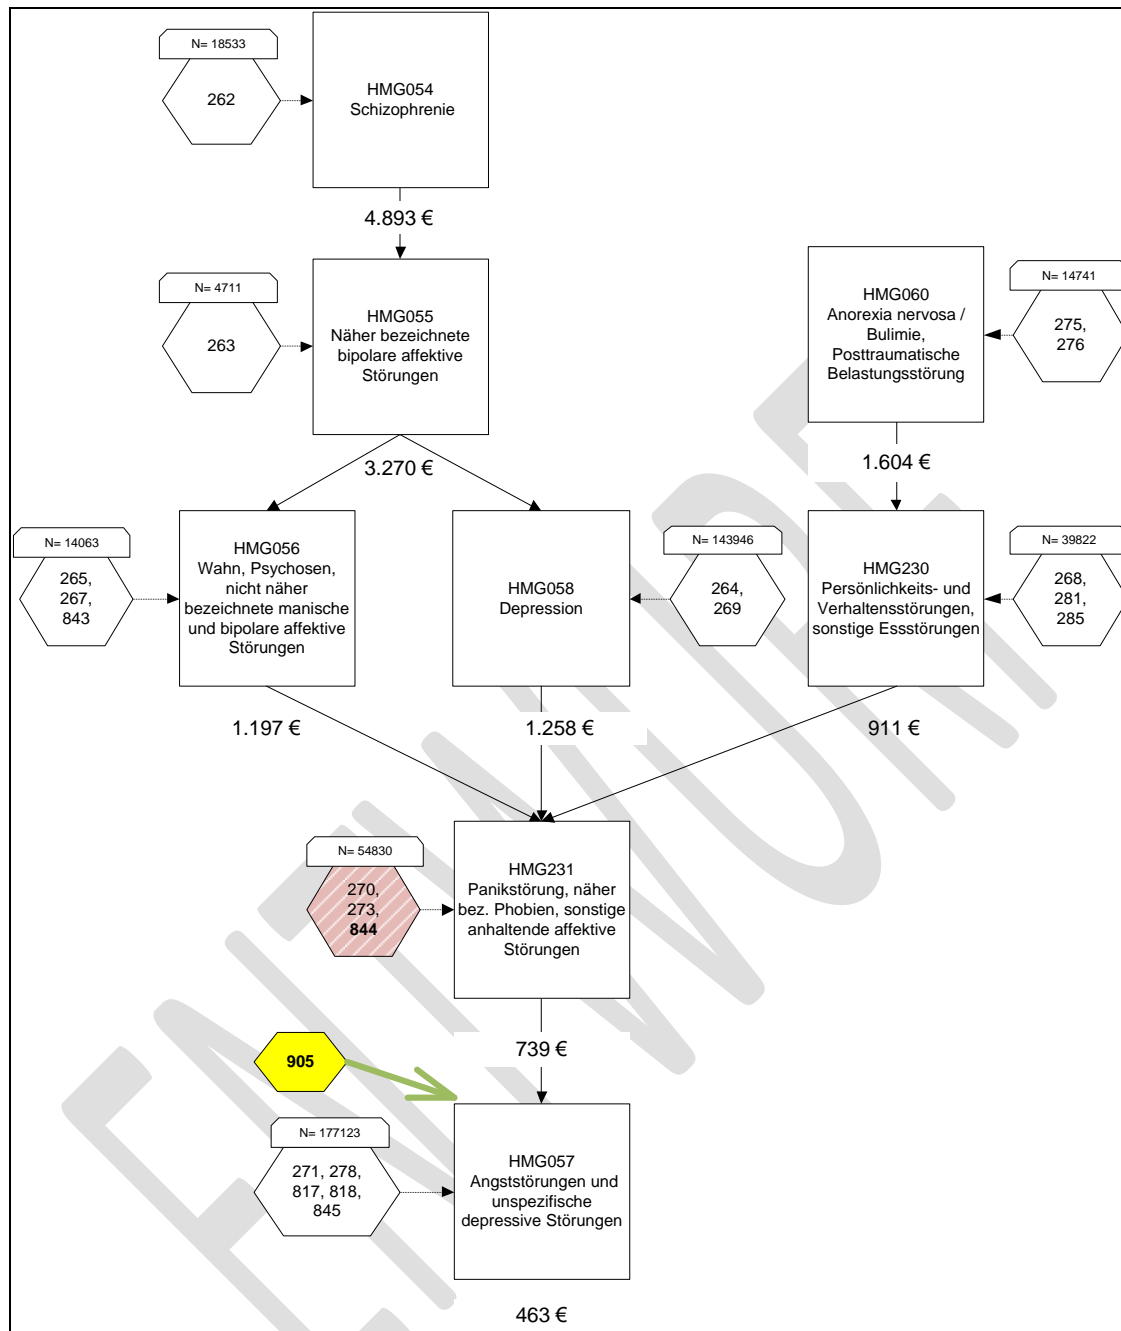 N= 18533
262
HMG054
Schizophrenie
4.893 €
N= 4711
263
HMG055
Näher bezeichnete
bipolare affektive
Störungen
HMG060
Anorexia nervosa /
Bulimie,
Posttraumatische
Belastungsstörung
N= 14741
275,
276
3.270 €
1.604 €
N= 14063
265,
267,
843
HMG056
Wahn, Psychosen,
nicht näher
bezeichnete manische
und bipolare affektive
Störungen
HMG058
Depression
N= 143946
264,
269
HMG230
Persönlichkeits- und
Verhaltensstörungen,
sonstige Essstörungen
N= 39822
268,
281,
285
1.197 €
1.258 €
911 €
N= 54830
270,
273,
844
HMG231
Panikstörung, näher
bez. Phobien, sonstige
anhaltende affektive
Störungen
739 €
905
N= 177123
271, 278,
817, 818,
845
HMG057
Angststörungen und
unspezifische
depressive Störungen
463 €
ENTWURF